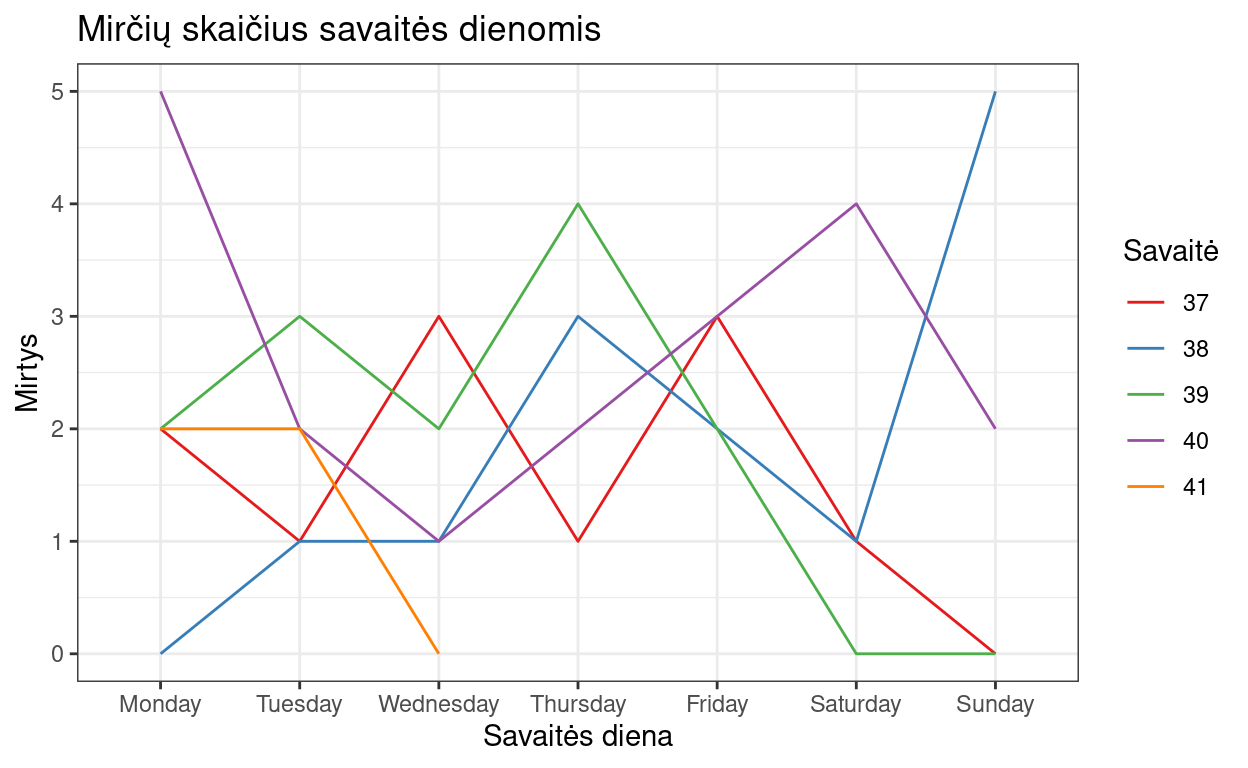 Mirčių skaičius savaitės dienomis
5
4
3
2
1
0
Mirtys
Monday Tuesday Wednesday Thursday Friday Saturday Sunday
Savaitės diena
Savaitė
37
38
39
40
41